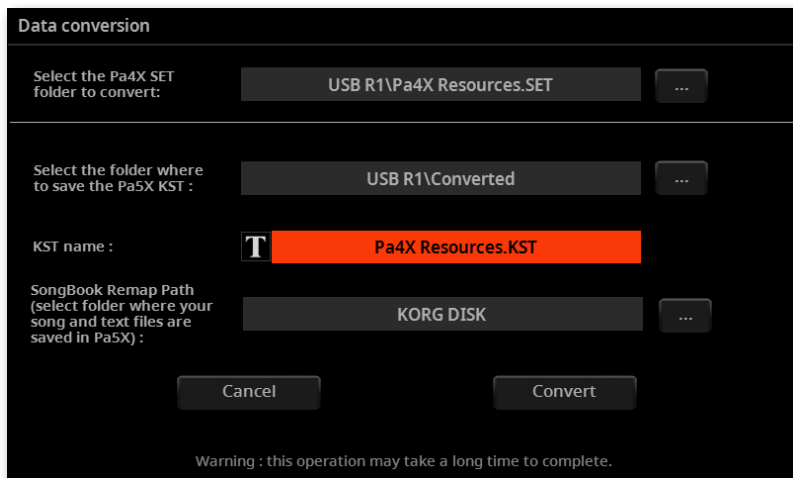 Data conversion
Select the Pa4X SET
folder to convert:
USB R1\Pa4X Resources.SET
...
Select the folder where
to save the Pa5X KST :
USB R1\Converted
...
KST name :
T
Pa4X Resources.KST
SongBook Remap Path
(select folder where your
song and text files are
saved in Pa5X) :
KORG DISK
...
Cancel
Convert
Warning : this operation may take a long time to complete.